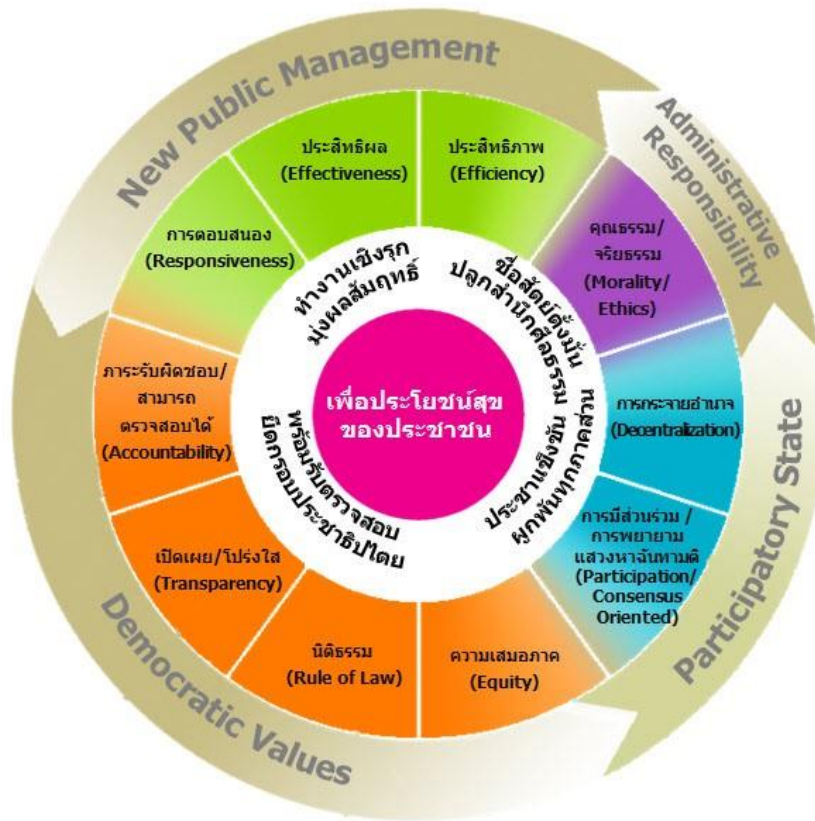 New Public Management
Administrative
Responsibility
Participatory State
Democratic Values
ประสิทธิผล
(Effectiveness)
ประสิทธิภาพ
(Efficiency)
คุณธรรม/
จริยธรรม
(Morality/
Ethics)
การกระจายอำนาจ
(Decentralization)
การมีส่วนร่วม /
การพยายาม
แสวงหาฉันทามติ
(Participation/
Consensus
Oriented)
ความเสมอภาค
(Equity)
นิติธรรม
(Rule of Law)
เปิดเผย/โปร่งใส
(Transparency)
ภาระรับผิดชอบ/
สามารถ
ตรวจสอบได้
(Accountability)
การตอบสนอง
(Responsiveness)
ทำงานเชิงรุก
มุ่งผลสัมฤทธิ์
ซื่อสัตย์ตั้งมั่น
ปลูกสำนึกศีลธรรม
ประชาแข็งขัน
ผูกพันทุกภาคส่วน
พร้อมรับตรวจสอบ
ยึดกรอบประชาธิปไตย
เพื่อประโยชน์สุข
ของประชาชน